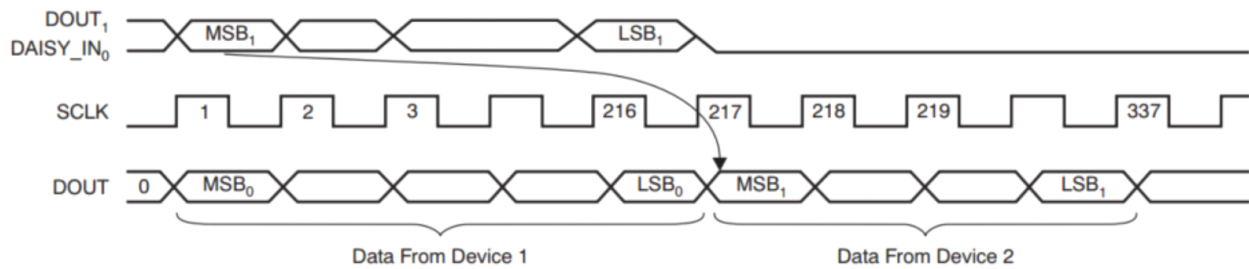 DOUT₁
DAISY_IN₀
MSB₁ LSB₁
SCLK 1 2 3 216 217 218 219 337
DOUT 0 MSB₀ LSB₀ MSB₁ LSB₁
Data From Device 1 Data From Device 2